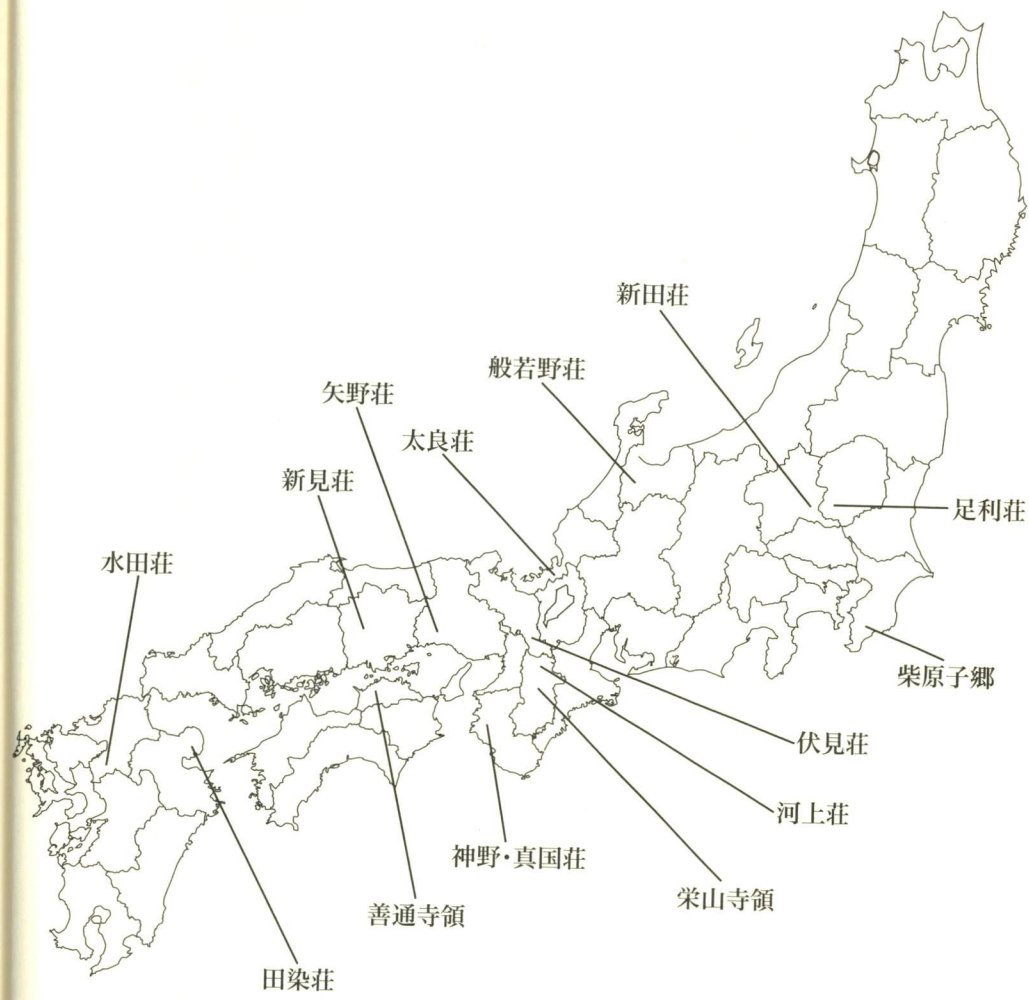 新田荘
般若野荘
矢野荘
太良荘
新見荘
足利荘
水田荘
柴原子郷
伏見荘
河上荘
神野・真国荘
栄山寺領
善通寺領
田染荘